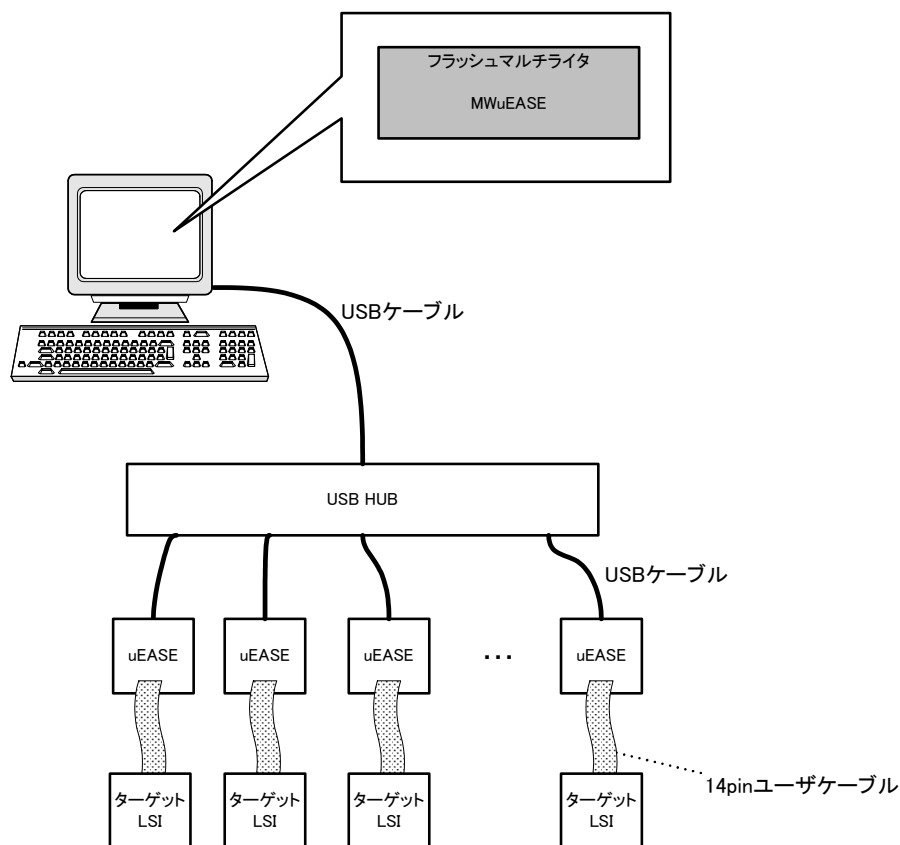 フラッシュマルチライタ
MWuEASE
USBケーブル
USB HUB
USBケーブル
uEASE
uEASE
uEASE
...
uEASE
14pinユーザケーブル
ターゲット
LSI
ターゲット
LSI
ターゲット
LSI
ターゲット
LSI